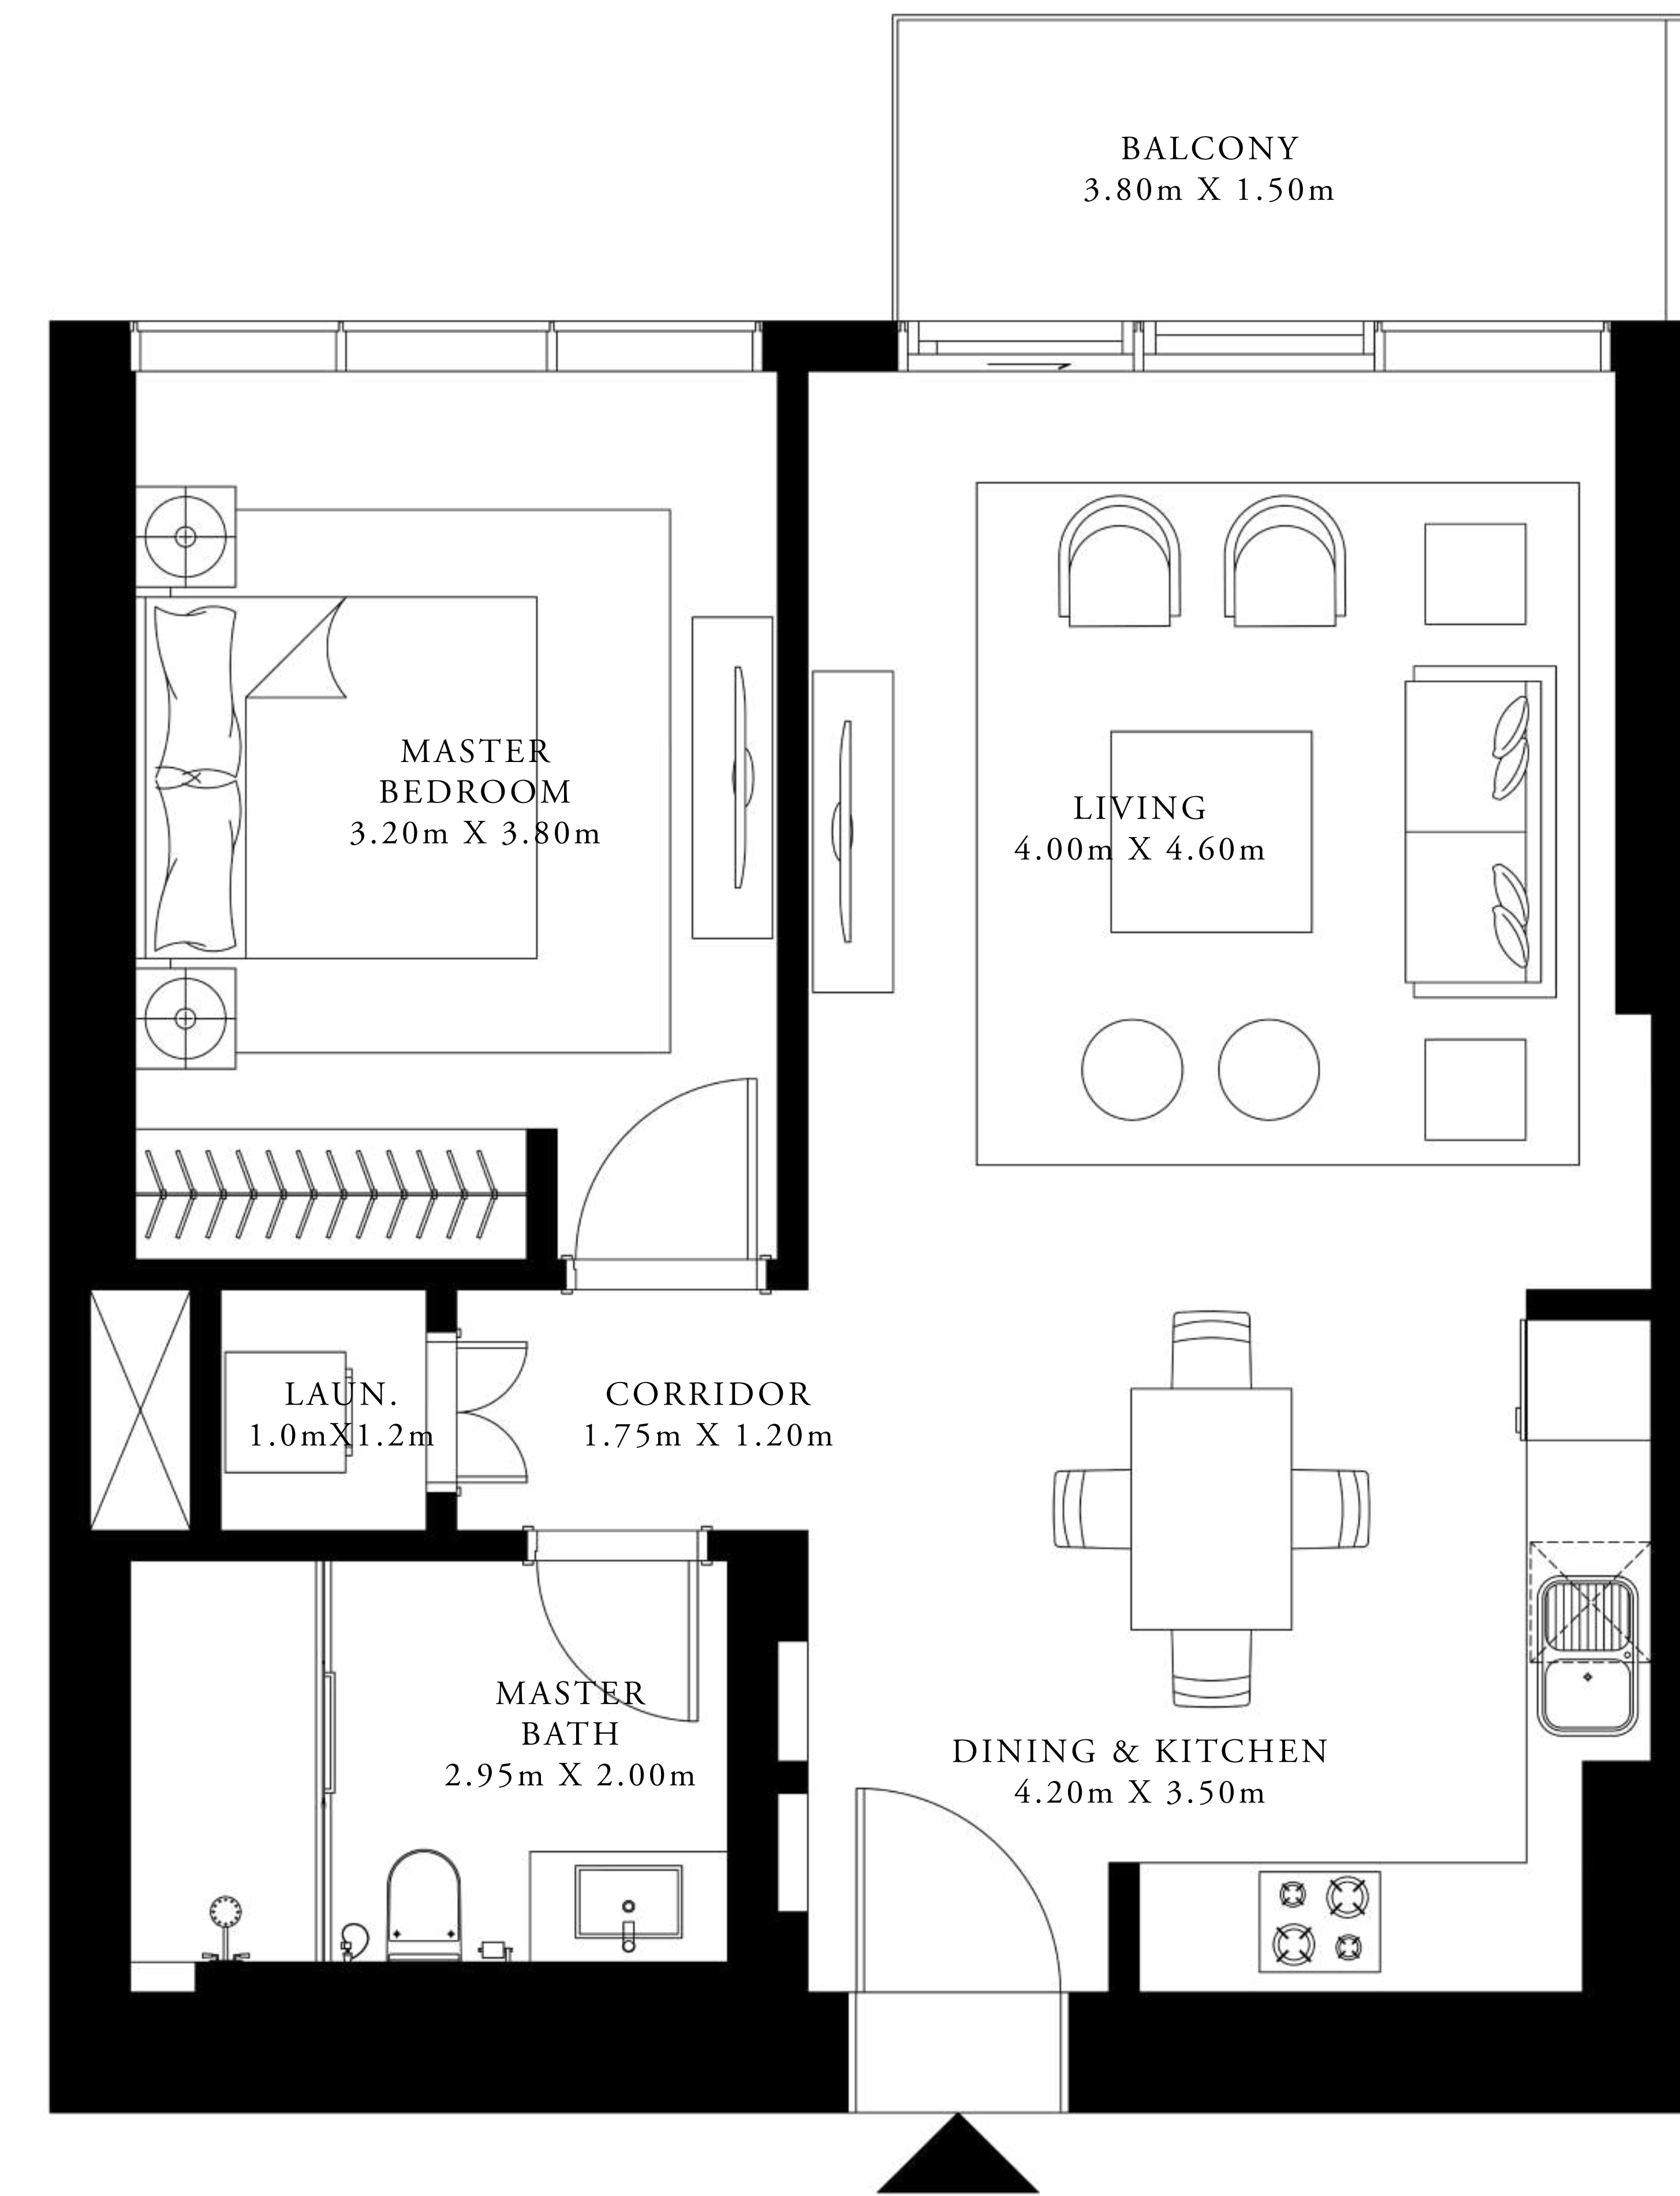 BALCONY
3.80m X 1.50m
MASTER
BEDROOM
3.20m X 3.80m
LIVING
4.00m X 4.60m
LAUN.
1.0mX1.2m
CORRIDOR
1.75m X 1.20m
MASTER
BATH
2.95m X 2.00m
DINING & KITCHEN
4.20m X 3.50m